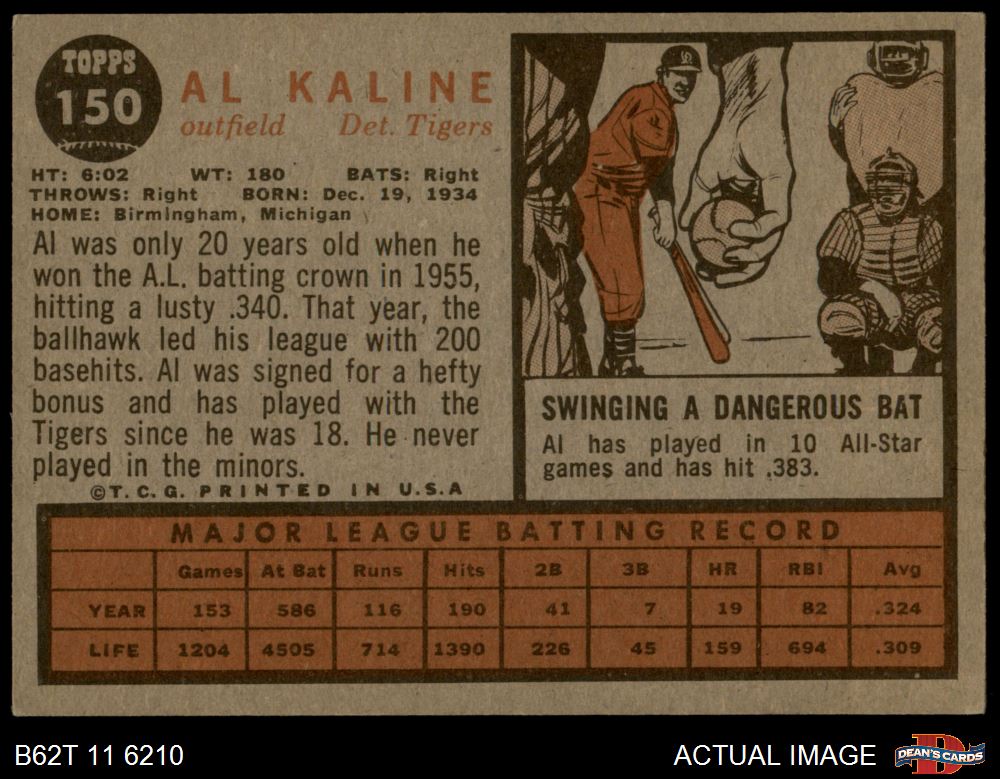 TOPPS
150
AL KALINE
outfield Det. Tigers
HT: 6:02 WT: 180 BATS: Right
THROWS: Right BORN: Dec. 19, 1934
HOME: Birmingham, Michigan
Al was only 20 years old when he
won the A.L. batting crown in 1955,
hitting a lusty .340. That year, the
ballhawk led his league with 200
basehits. Al was signed for a hefty
bonus and has played with the
Tigers since he was 18. He never
played in the minors.
©T. C. G. PRINTED IN U.S.A
SWINGING A DANGEROUS BAT
Al has played in 10 All-Star
games and has hit .383.
MAJOR LEAGUE BATTING RECORD
Games At Bat Runs Hits 2B 3B HR RBI Avg
YEAR 153 586 116 190 41 7 19 82 .324
LIFE 1204 4505 714 1390 226 45 159 694 .309
B62T 11 6210
ACTUAL IMAGE
D
DEAN'S CARDS